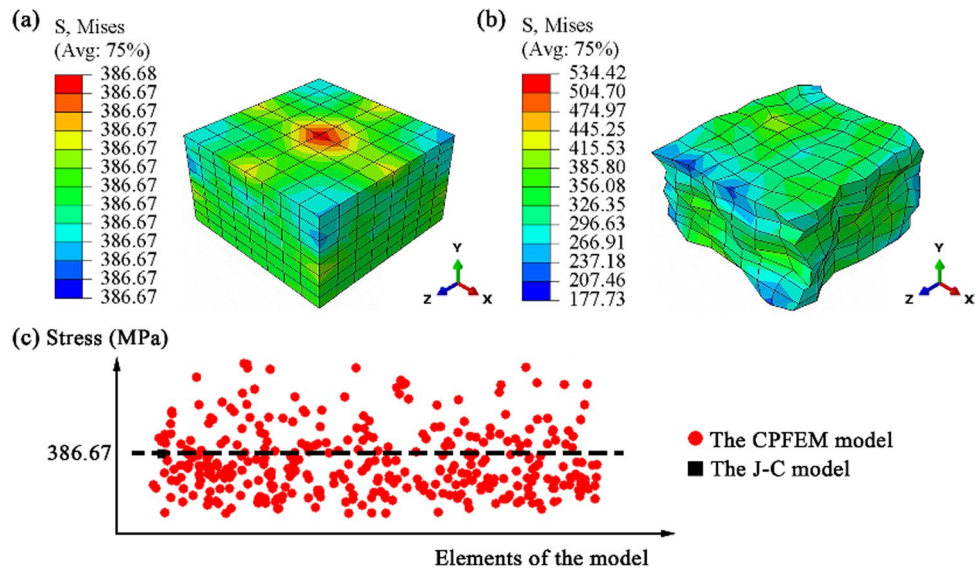 (a)
S, Mises
(Avg: 75%)
386.68
386.67
386.67
386.67
386.67
386.67
386.67
386.67
386.67
386.67
386.67
386.67
386.67
Y
Z
X
(b)
S, Mises
(Avg: 75%)
534.42
504.70
474.97
445.25
415.53
385.80
356.08
326.35
296.63
266.91
237.18
207.46
177.73
Y
Z
X
(c) Stress (MPa)
386.67
The CPFEM model
The J-C model
Elements of the model